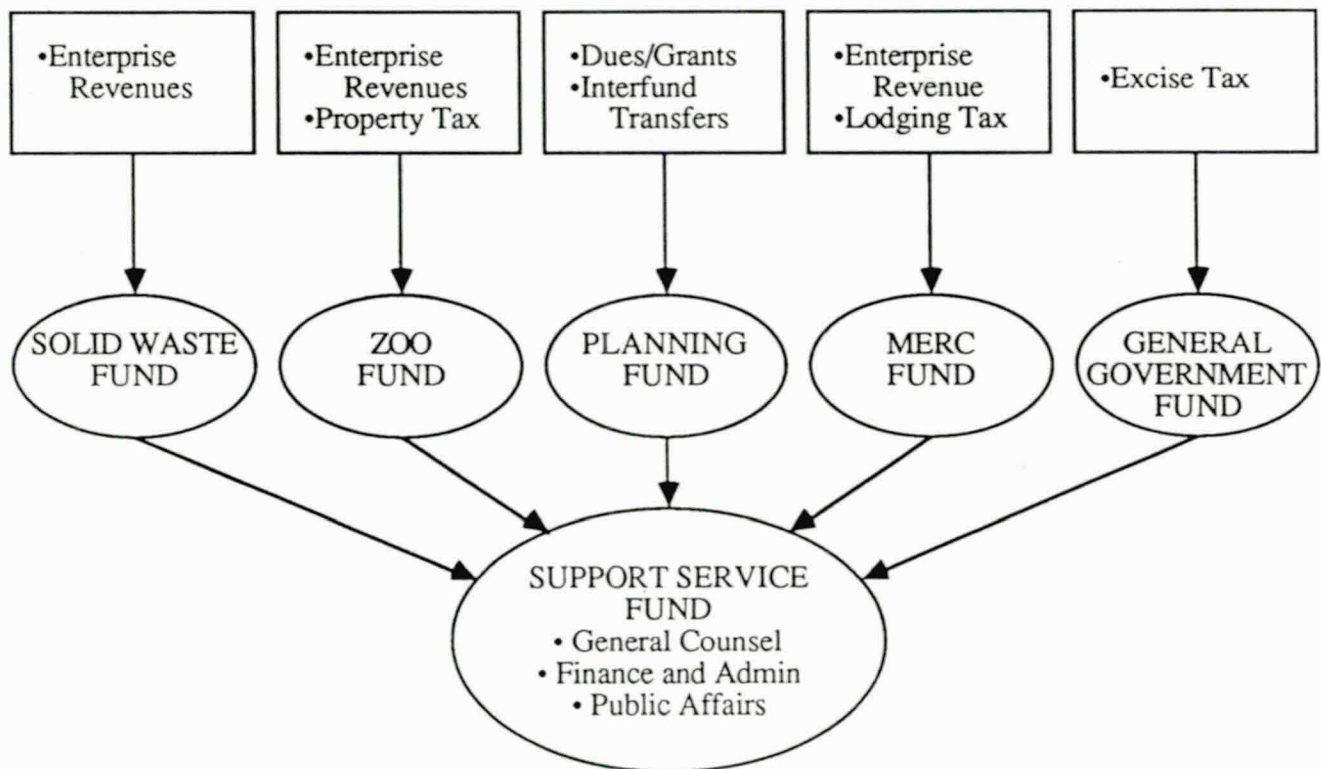 •Enterprise
Revenues
•Enterprise
Revenues
•Property Tax
•Dues/Grants
•Interfund
Transfers
•Enterprise
Revenue
•Lodging Tax
•Excise Tax
SOLID WASTE
FUND
ZOO
FUND
PLANNING
FUND
MERC
FUND
GENERAL
GOVERNMENT
FUND
SUPPORT SERVICE
FUND
• General Counsel
• Finance and Admin
• Public Affairs